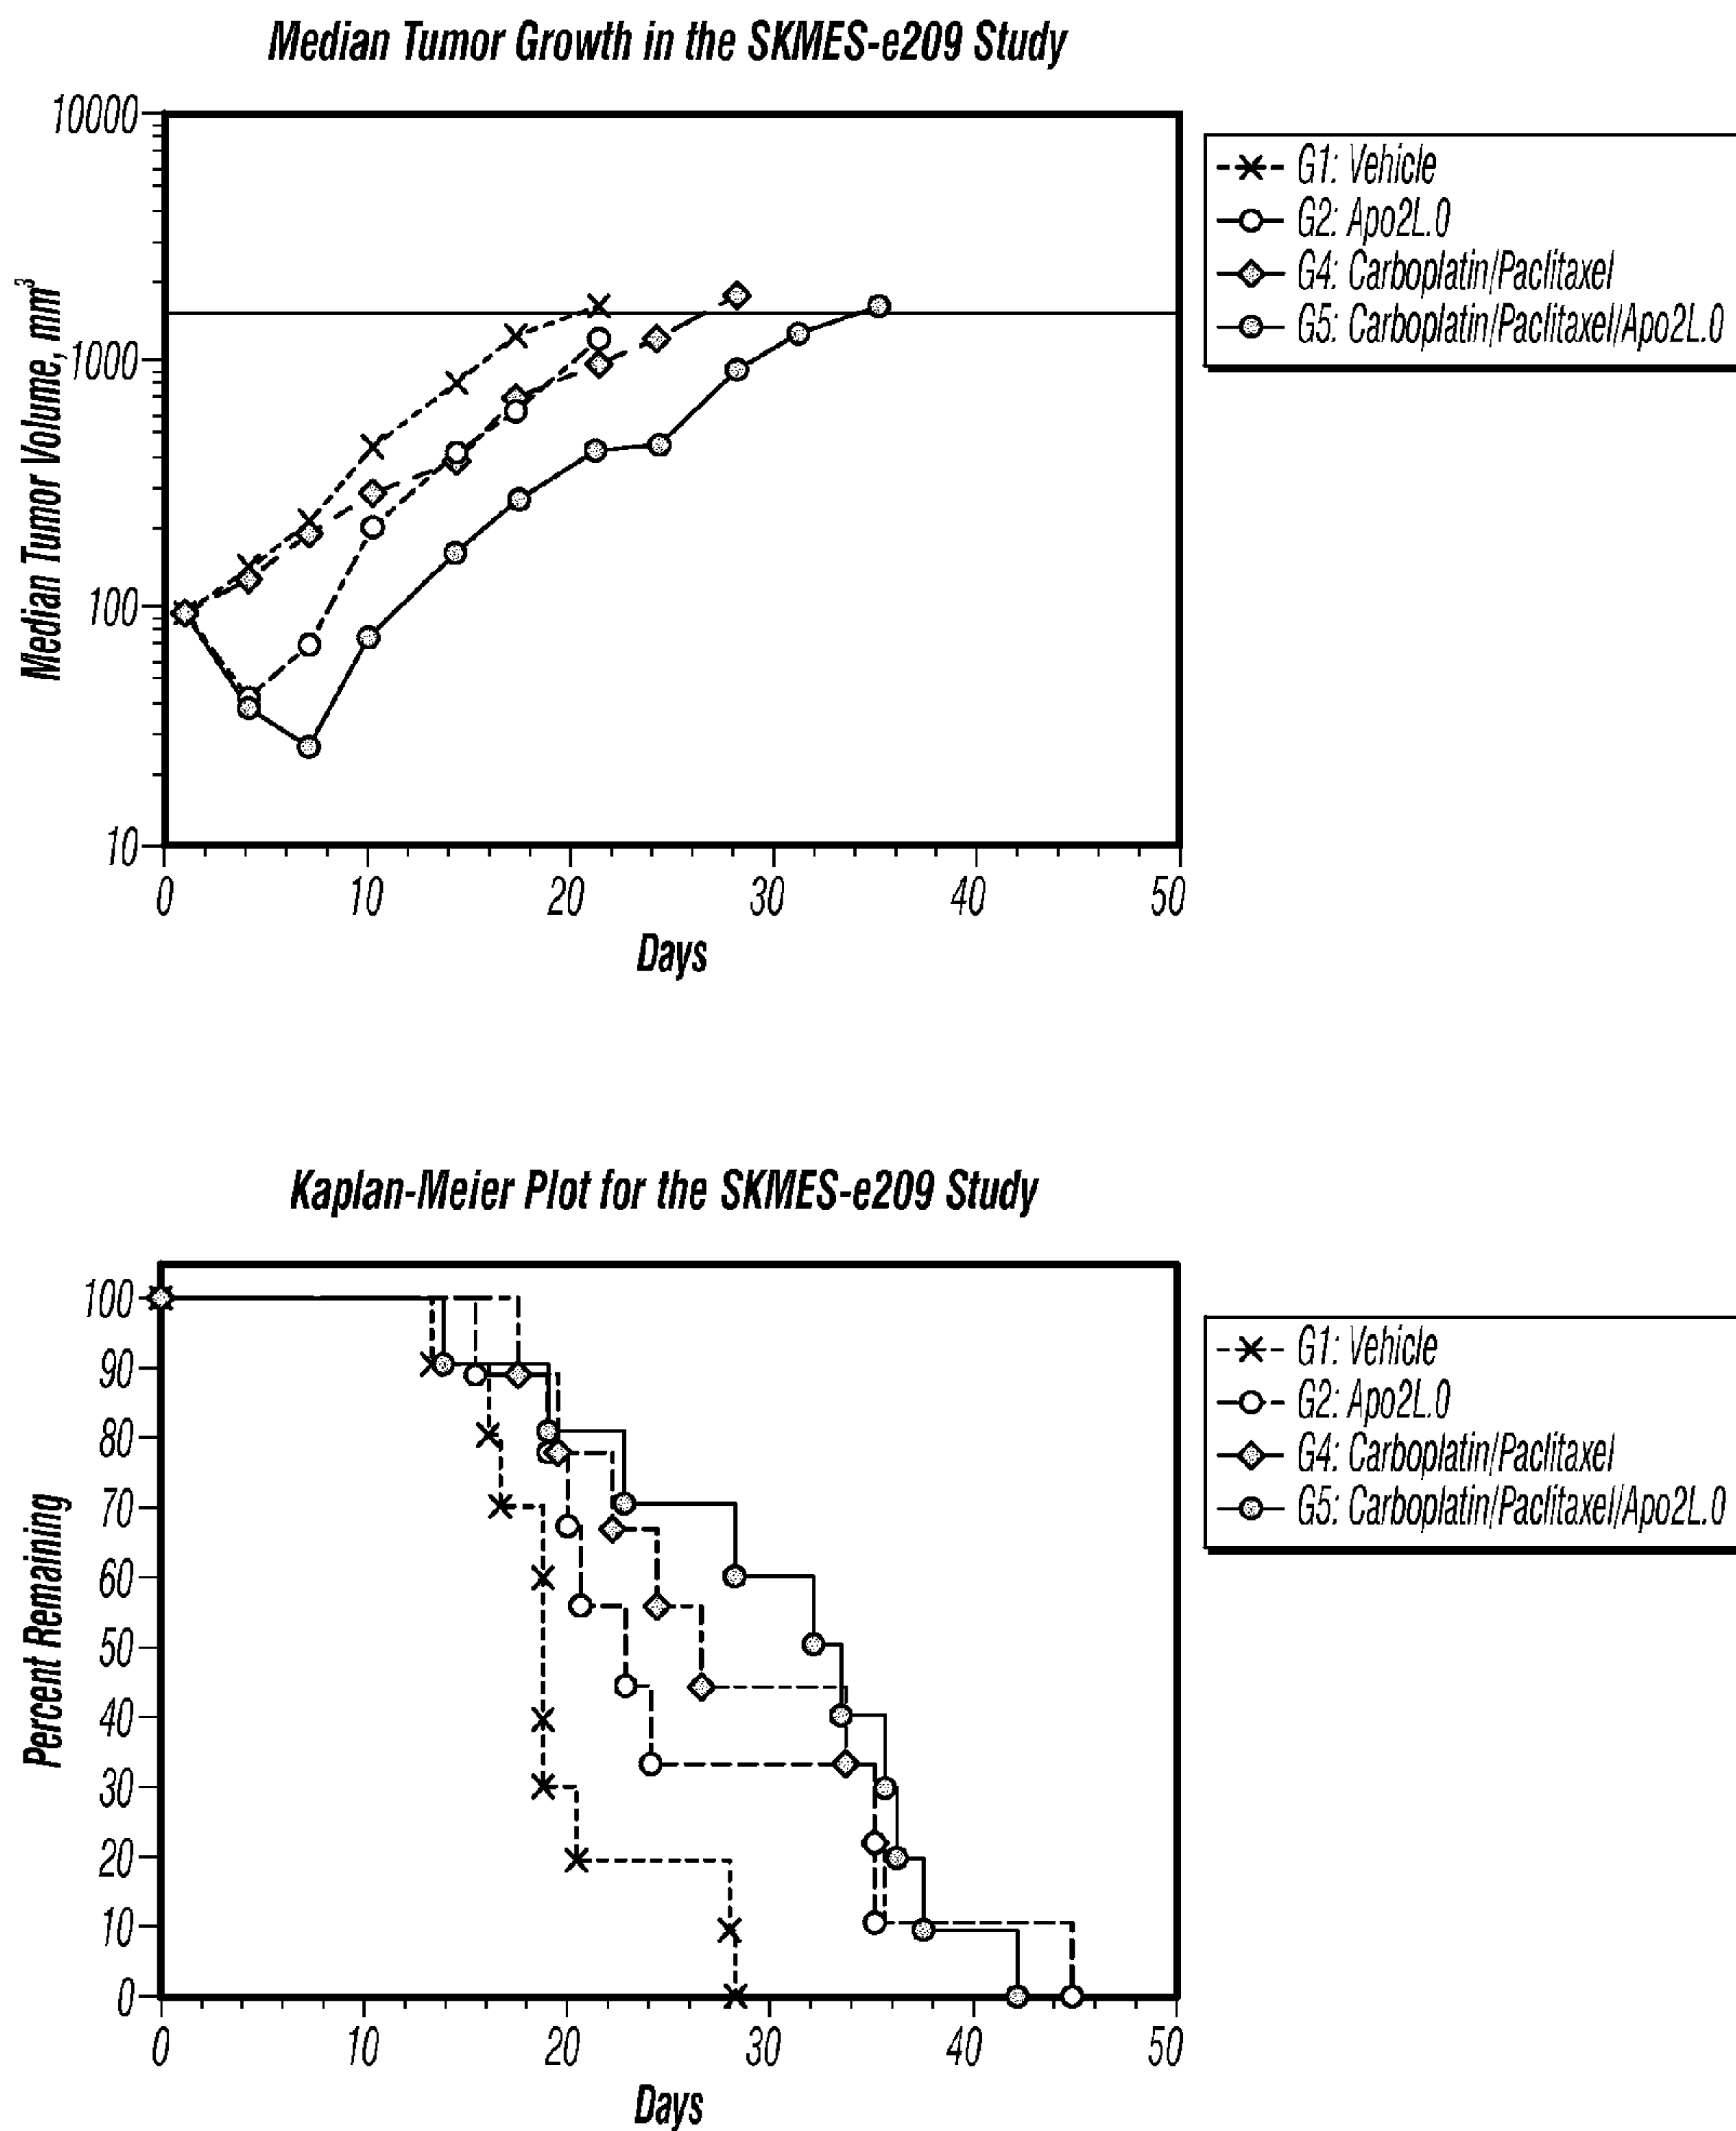 Median Tumor Growth in the SKMES-e209 Study
Median Tumor Volume, mm³
10000
1000
100
10
0 10 20 30 40 50
Days
G1: Vehicle
G2: Apo2L.0
G4: Carboplatin/Paclitaxel
G5: Carboplatin/Paclitaxel/Apo2L.0
Kaplan-Meier Plot for the SKMES-e209 Study
Percent Remaining
100
90
80
70
60
50
40
30
20
10
0
0 10 20 30 40 50
Days
G1: Vehicle
G2: Apo2L.0
G4: Carboplatin/Paclitaxel
G5: Carboplatin/Paclitaxel/Apo2L.0